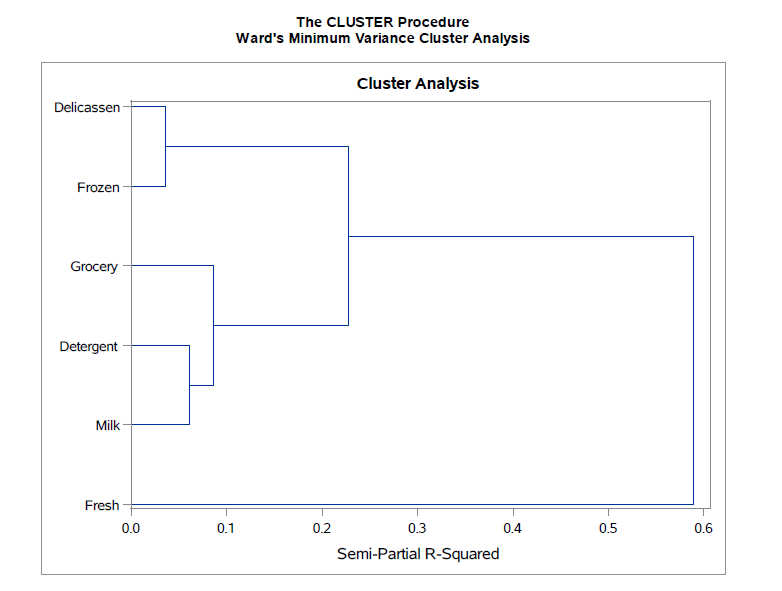 The CLUSTER Procedure
Ward's Minimum Variance Cluster Analysis
Cluster Analysis
Delicassen
Frozen
Grocery
Detergent
Milk
Fresh
0.0 0.1 0.2 0.3 0.4 0.5 0.6
Semi-Partial R-Squared